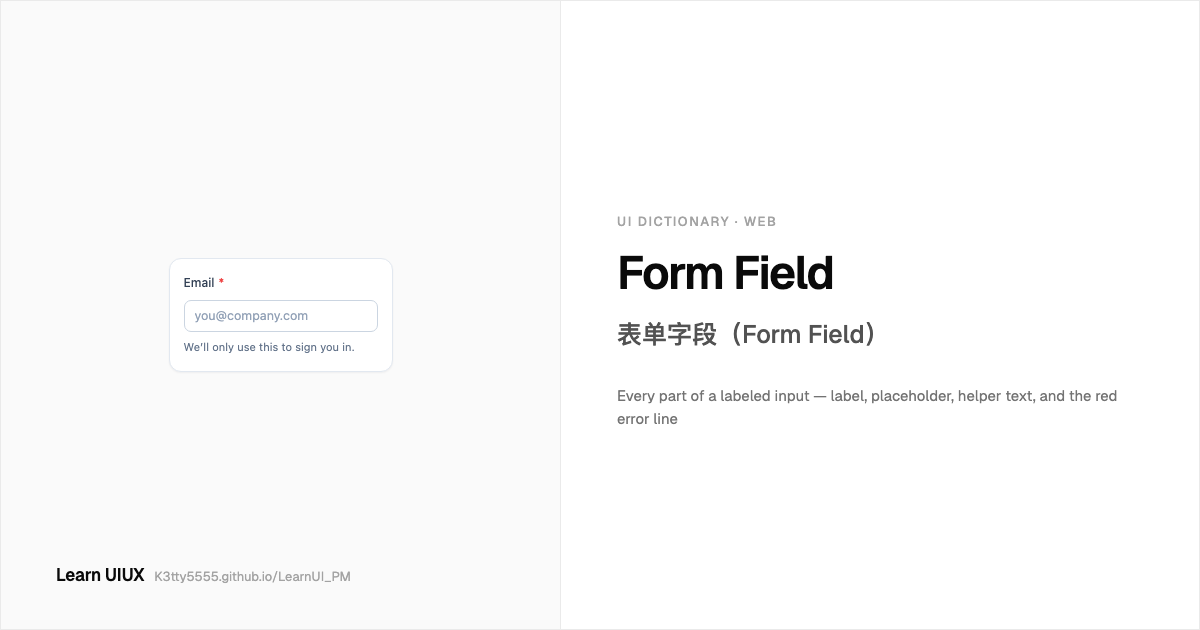 Email *
you@company.com
We'll only use this to sign you in.
Learn UIUX K3tty5555.github.io/LearnUI_PM
UI DICTIONARY · WEB
Form Field
表单字段（Form Field）
Every part of a labeled input — label, placeholder, helper text, and the red
error line